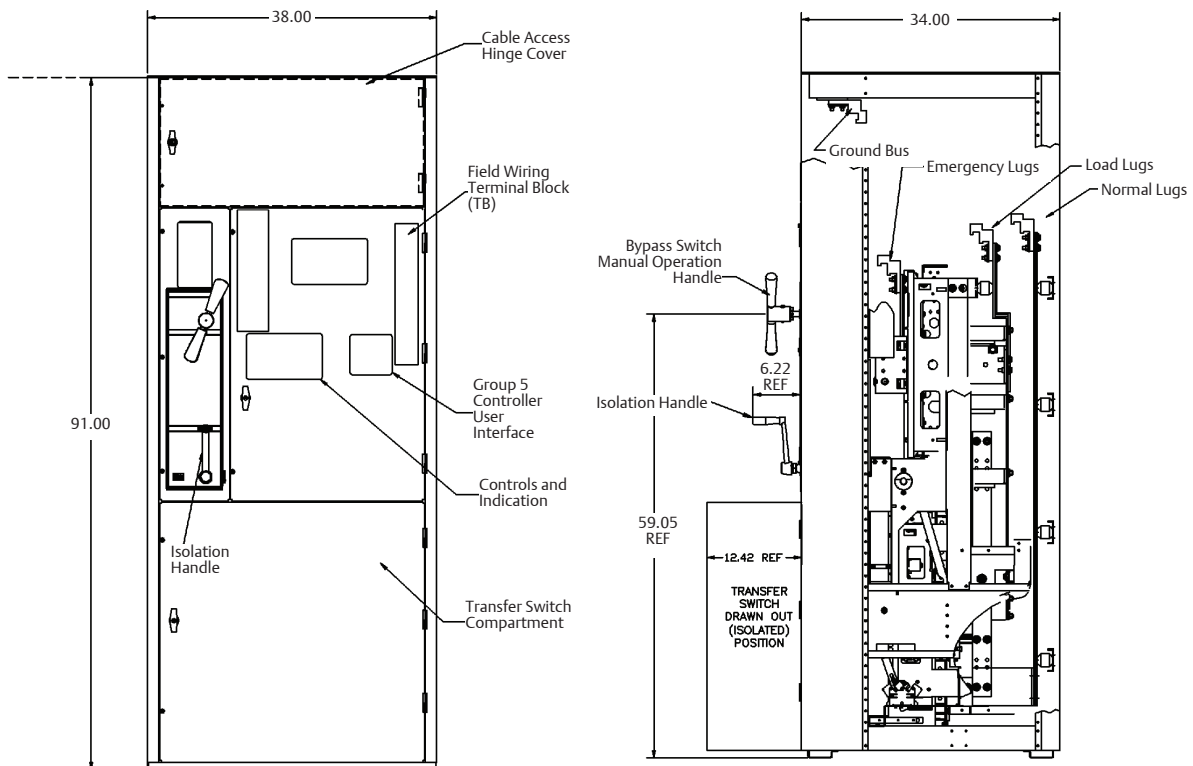 38.00
Cable Access
Hinge Cover
Field Wiring
Terminal Block
(TB)
91.00
Group 5
Controller
User
Interface
Controls and
Indication
Isolation
Handle
Transfer Switch
Compartment
34.00
Ground Bus
Emergency Lugs
Load Lugs
Normal Lugs
Bypass Switch
Manual Operation
Handle
6.22
REF
Isolation Handle
59.05
REF
12.42 REF
TRANSFER
SWITCH
DRAWN OUT
(ISOLATED)
POSITION